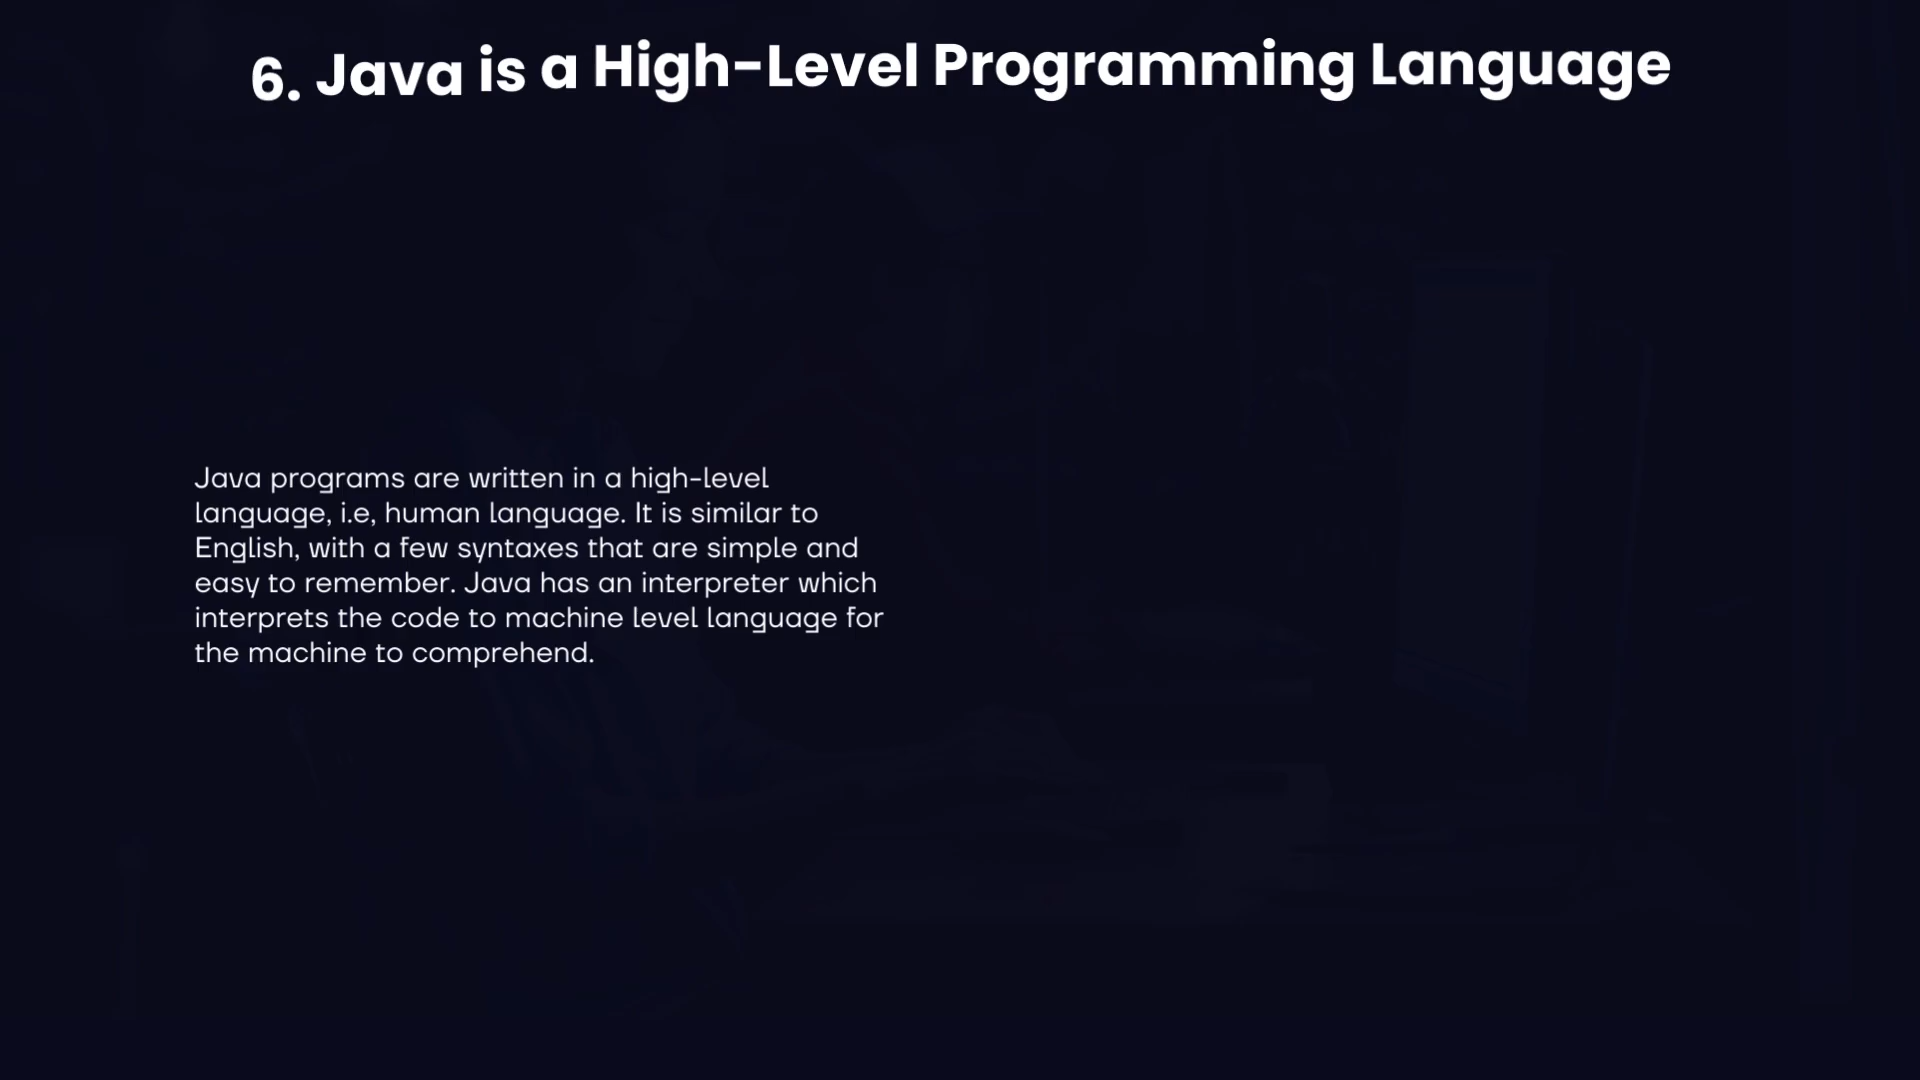 6. Java is a High-Level Programming Language
Java programs are written in a high-level
language, i.e, human language. It is similar to
English, with a few syntaxes that are simple and
easy to remember. Java has an interpreter which
interprets the code to machine level language for
the machine to comprehend.